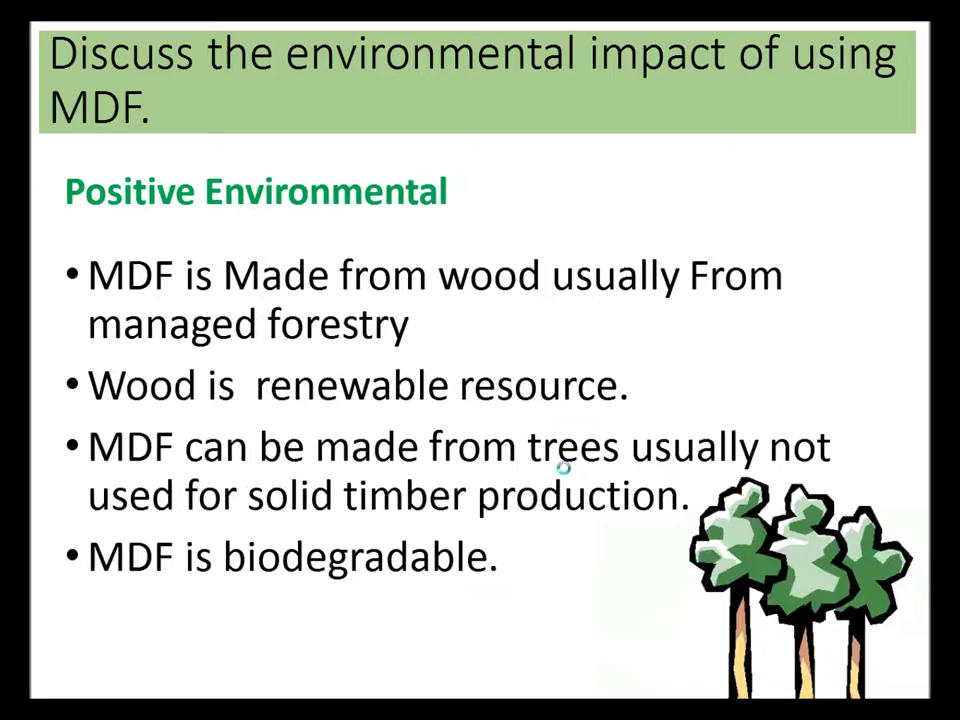 Discuss the environmental impact of using
MDF.
Positive Environmental
• MDF is Made from wood usually From
managed forestry
• Wood is  renewable resource.
• MDF can be made from trees usually not
used for solid timber production.
• MDF is biodegradable.